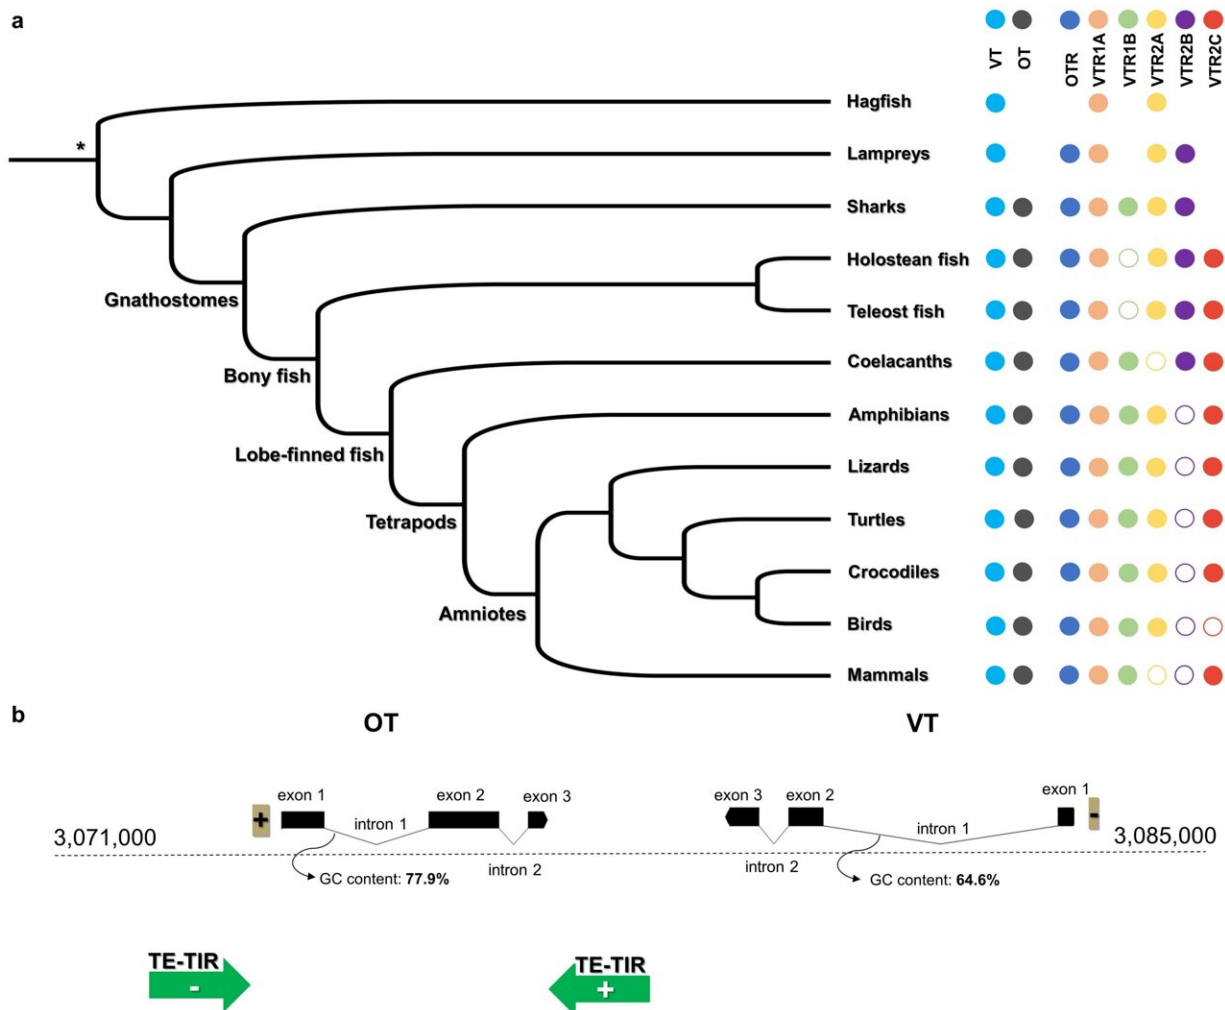 a
VT OT OTR VTR1A VTR1B VTR2A VTR2B VTR2C
Hagfish
*
Lampreys
Sharks
Holostean fish
Gnathostomes
Teleost fish
Coelacanths
Bony fish
Amphibians
Lobe-finned fish
Lizards
Tetrapods
Turtles
Crocodiles
Amniotes
Birds
Mammals
b
OT VT
exon 1 exon 2 exon 3 exon 3 exon 2 exon 1
+ -
3,071,000 intron 1 intron 1 3,085,000
intron 2 intron 2
GC content: 77.9% GC content: 64.6%
TE-TIR TE-TIR
- +